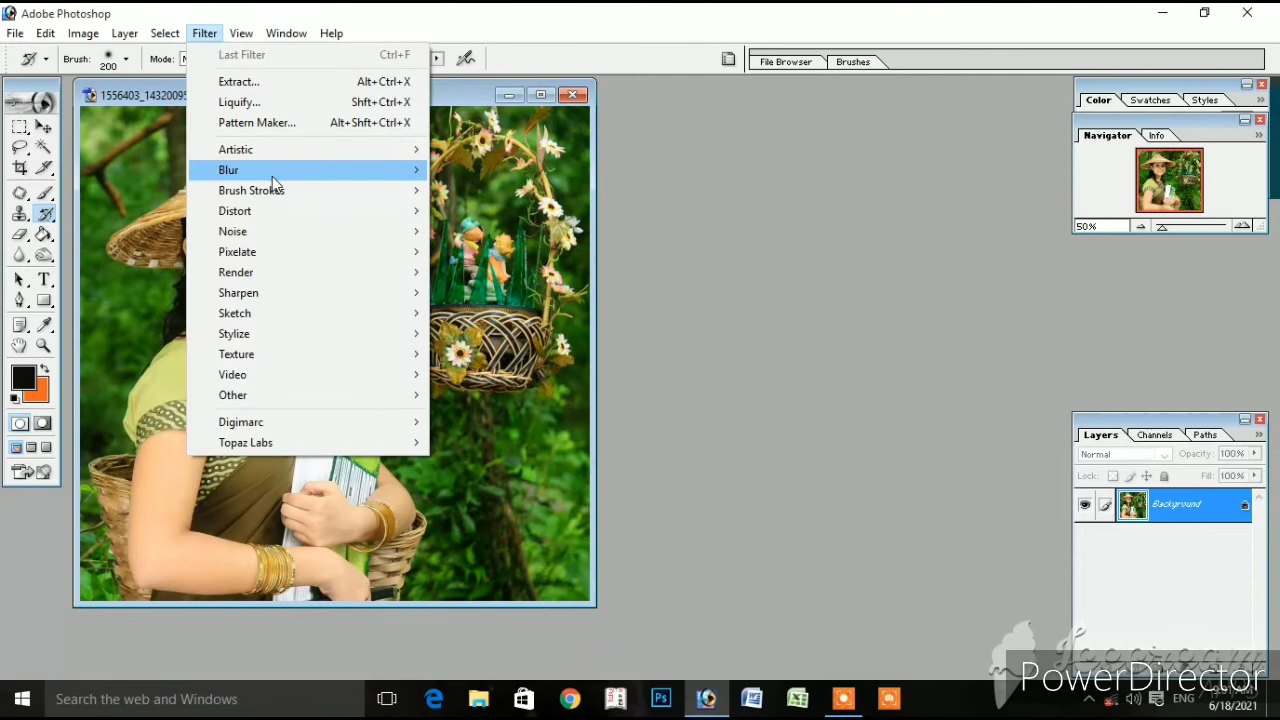 Adobe Photoshop
File Edit Image Layer Select Filter View Window Help
Brush: 200 Mode:
File Browser Brushes
1556403_14320095
Last Filter Ctrl+F
Extract... Alt+Ctrl+X
Liquify... Shft+Ctrl+X
Pattern Maker... Alt+Shft+Ctrl+X
Artistic
Blur
Brush Strokes
Distort
Noise
Pixelate
Render
Sharpen
Sketch
Stylize
Texture
Video
Other
Digimarc
Topaz Labs
Color Swatches Styles
Navigator Info
50%
Layers Channels Paths
Normal Opacity: 100%
Lock: Fill: 100%
Background
PowerDirector
Search the web and Windows
ENG
6/18/2021